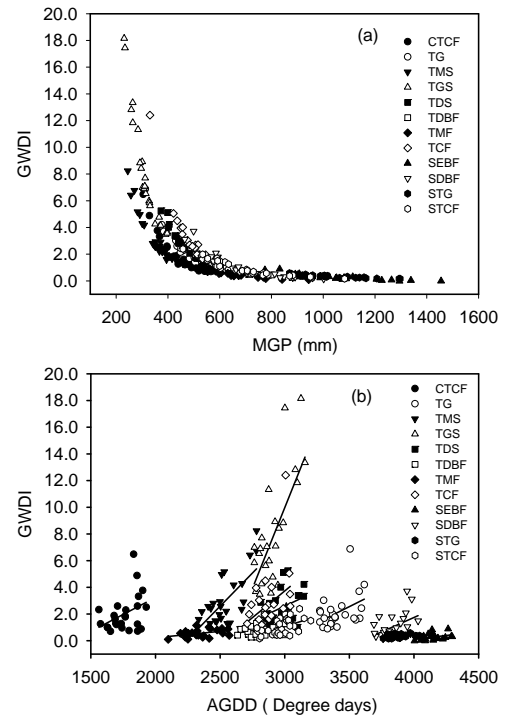 (a)
20.0
18.0
16.0
14.0
12.0
10.0
8.0
6.0
4.0
2.0
0.0
GWDI
CTCF
TG
TMS
TGS
TDS
TDBF
TMF
TCF
SEBF
SDBF
STG
STCF
200 400 600 800 1000 1200 1400 1600
MGP (mm)
(b)
20.0
18.0
16.0
14.0
12.0
10.0
8.0
6.0
4.0
2.0
0.0
GWDI
CTCF
TG
TMS
TGS
TDS
TDBF
TMF
TCF
SEBF
SDBF
STG
STCF
1500 2000 2500 3000 3500 4000 4500
AGDD ( Degree days)